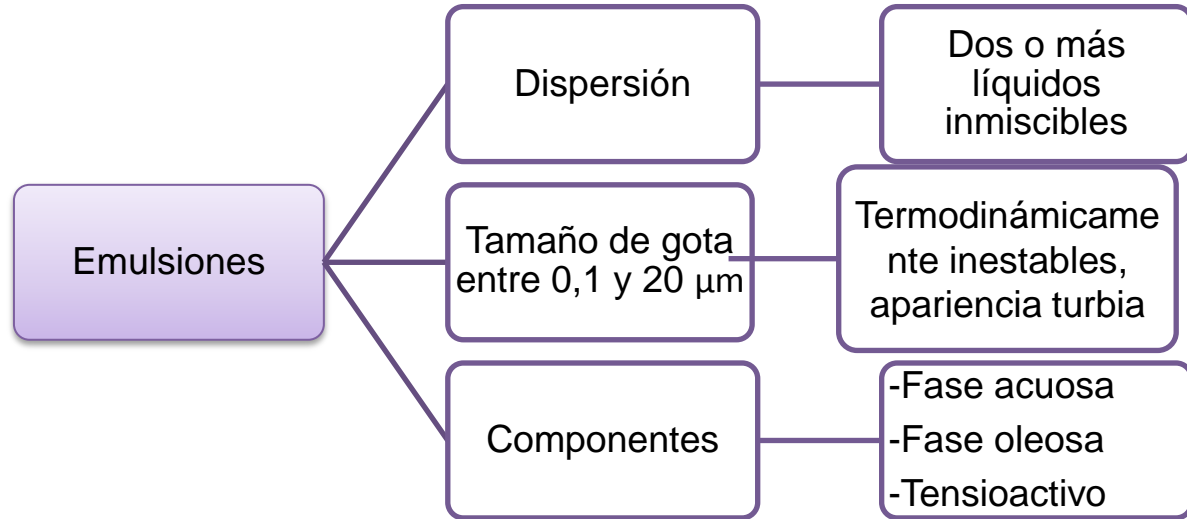 Emulsiones
Dispersión
Dos o más
líquidos
inmiscibles
Tamaño de gota
entre 0,1 y 20 µm
Termodinámicame
nte inestables,
apariencia turbia
Componentes
-Fase acuosa
-Fase oleosa
-Tensioactivo